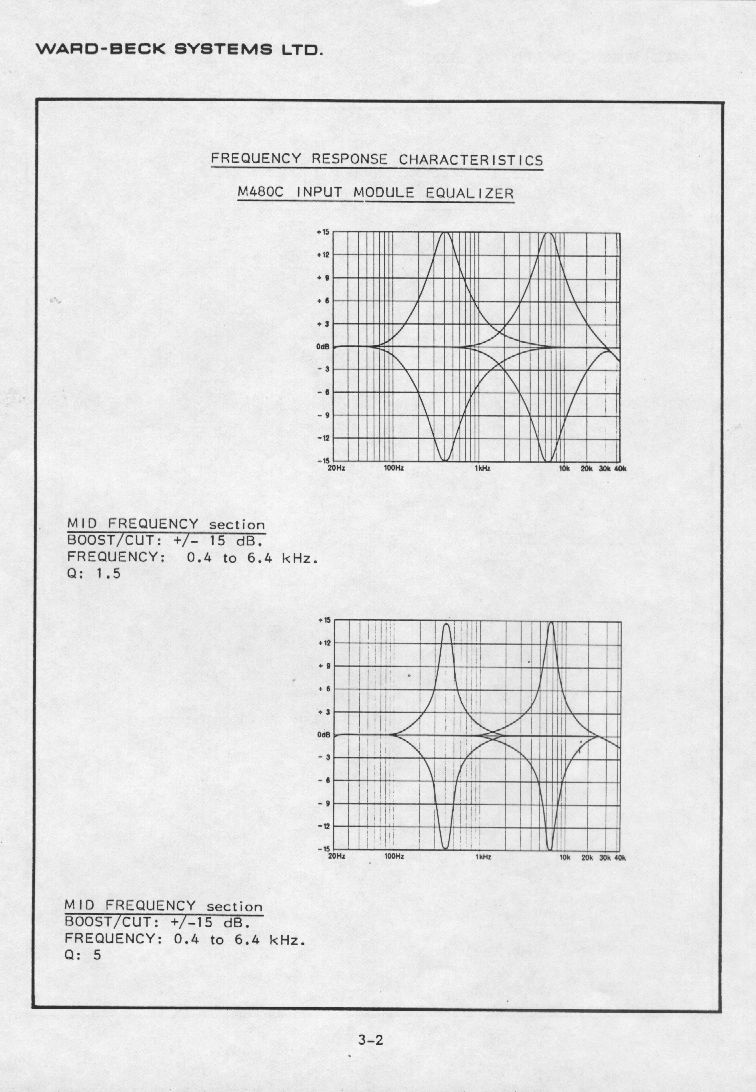 WARD-BECK SYSTEMS LTD.
FREQUENCY RESPONSE CHARACTERISTICS
M480C INPUT MODULE EQUALIZER
+15
+12
+9
+6
+3
0dB
-3
-6
-9
-12
-15
20Hz 100Hz 1kHz 10k 20k 30k 40k
MID FREQUENCY section
BOOST/CUT: +/- 15 dB.
FREQUENCY: 0.4 to 6.4 kHz.
Q: 1.5
+15
+12
+9
+6
+3
0dB
-3
-6
-9
-12
-15
20Hz 100Hz 1kHz 10k 20k 30k 40k
MID FREQUENCY section
BOOST/CUT: +/-15 dB.
FREQUENCY: 0.4 to 6.4 kHz.
Q: 5
3-2